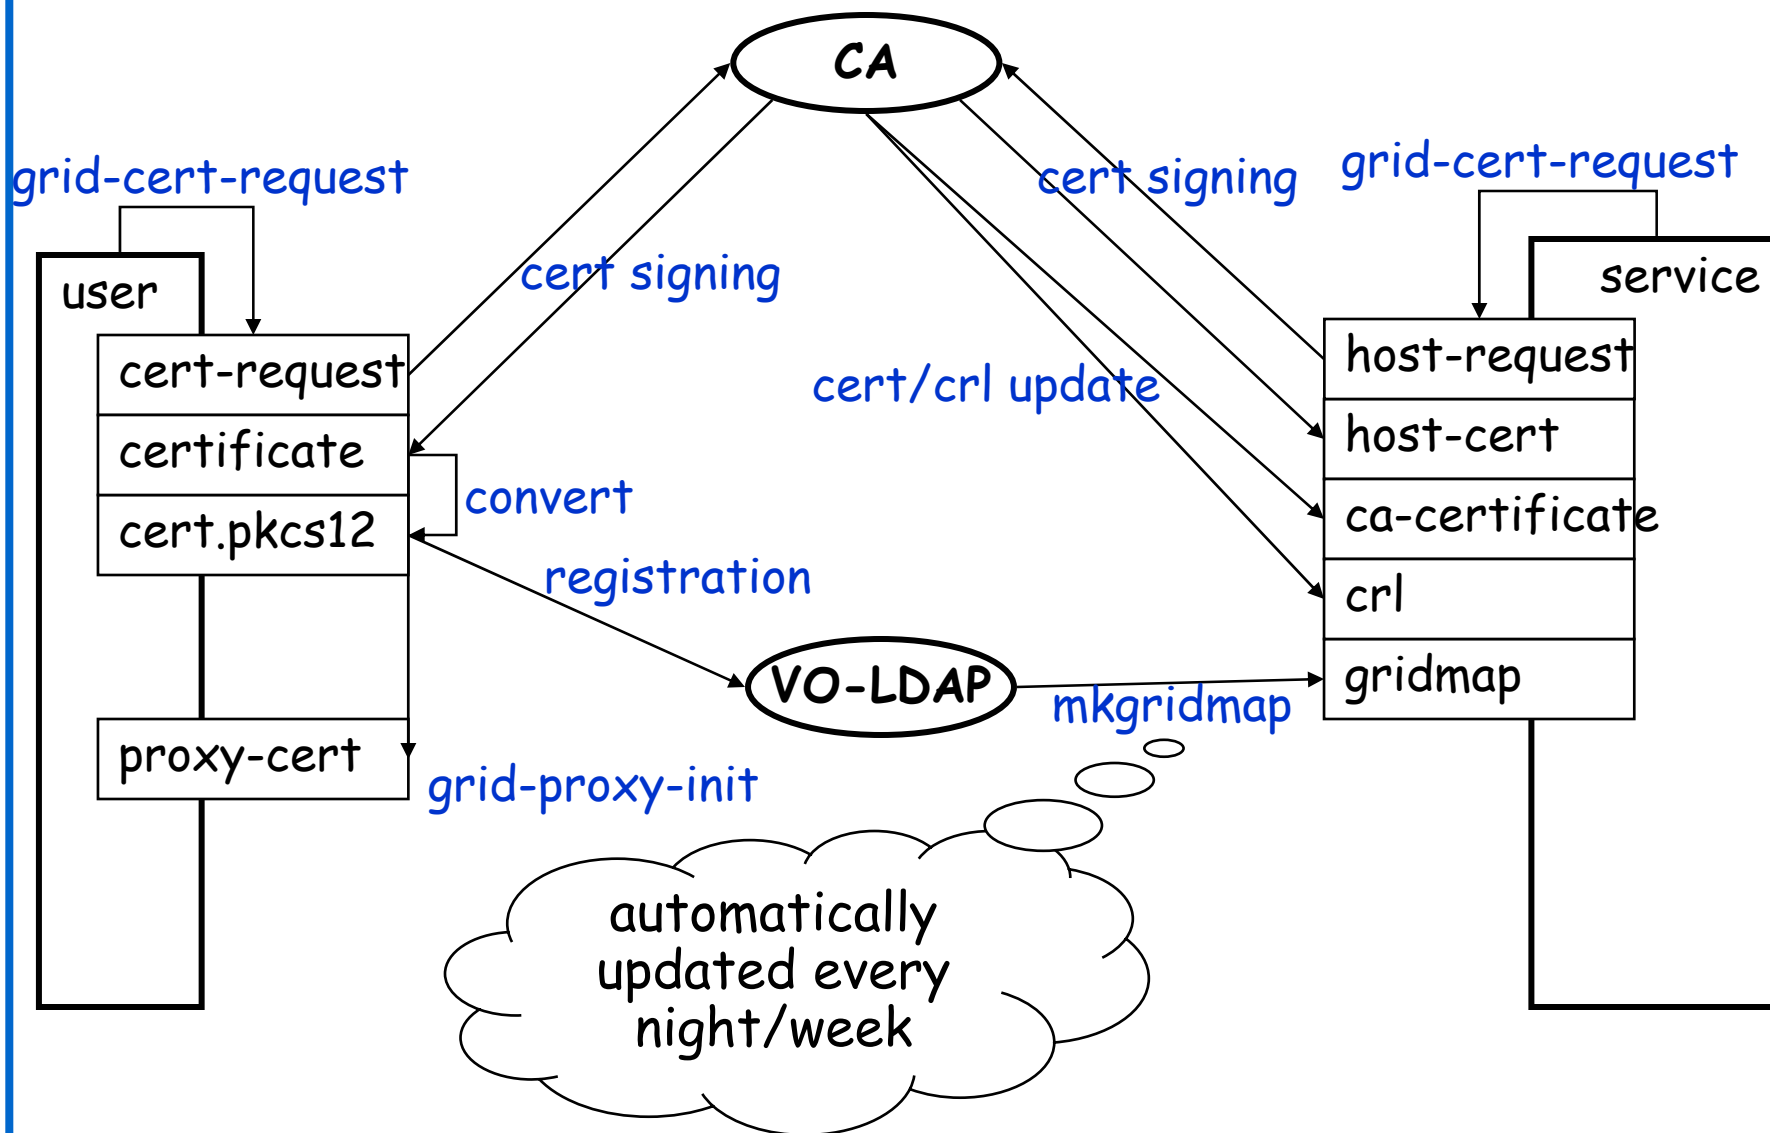 CA
grid-cert-request
cert signing
grid-cert-request
user
cert signing
service
cert-request
host-request
cert/crl update
certificate
host-cert
convert
cert.pkcs12
ca-certificate
registration
crl
VO-LDAP
gridmap
mkgridmap
proxy-cert
grid-proxy-init
automatically
updated every
night/week